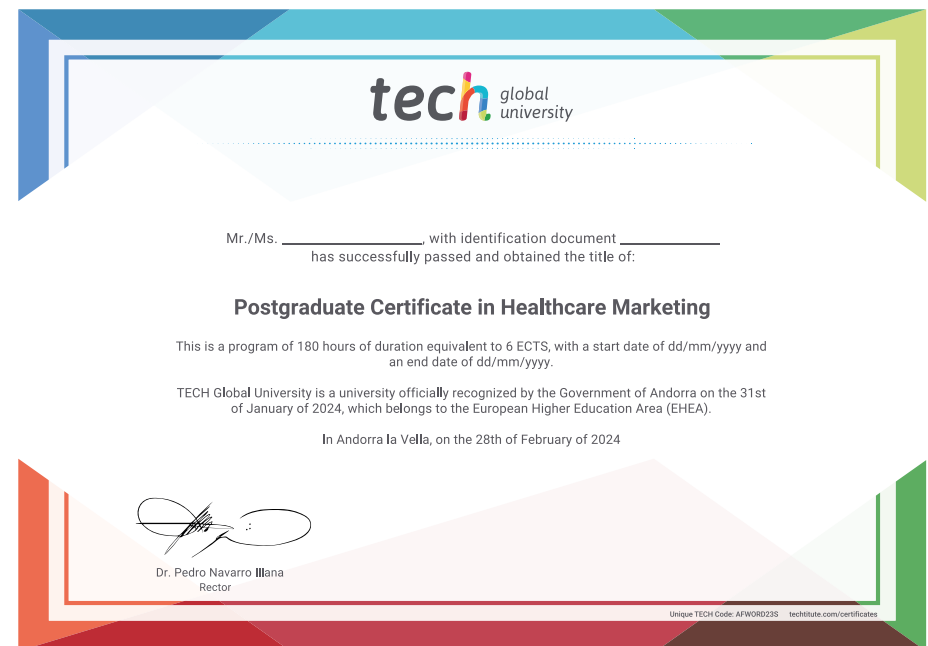 tech global university
Mr./Ms. ____________________, with identification document ______________
has successfully passed and obtained the title of:
Postgraduate Certificate in Healthcare Marketing
This is a program of 180 hours of duration equivalent to 6 ECTS, with a start date of dd/mm/yyyy and
an end date of dd/mm/yyyy.
TECH Global University is a university officially recognized by the Government of Andorra on the 31st
of January of 2024, which belongs to the European Higher Education Area (EHEA).
In Andorra la Vella, on the 28th of February of 2024
Dr. Pedro Navarro Illana
Rector
Unique TECH Code: AFWORD23S techtitute.com/certificates